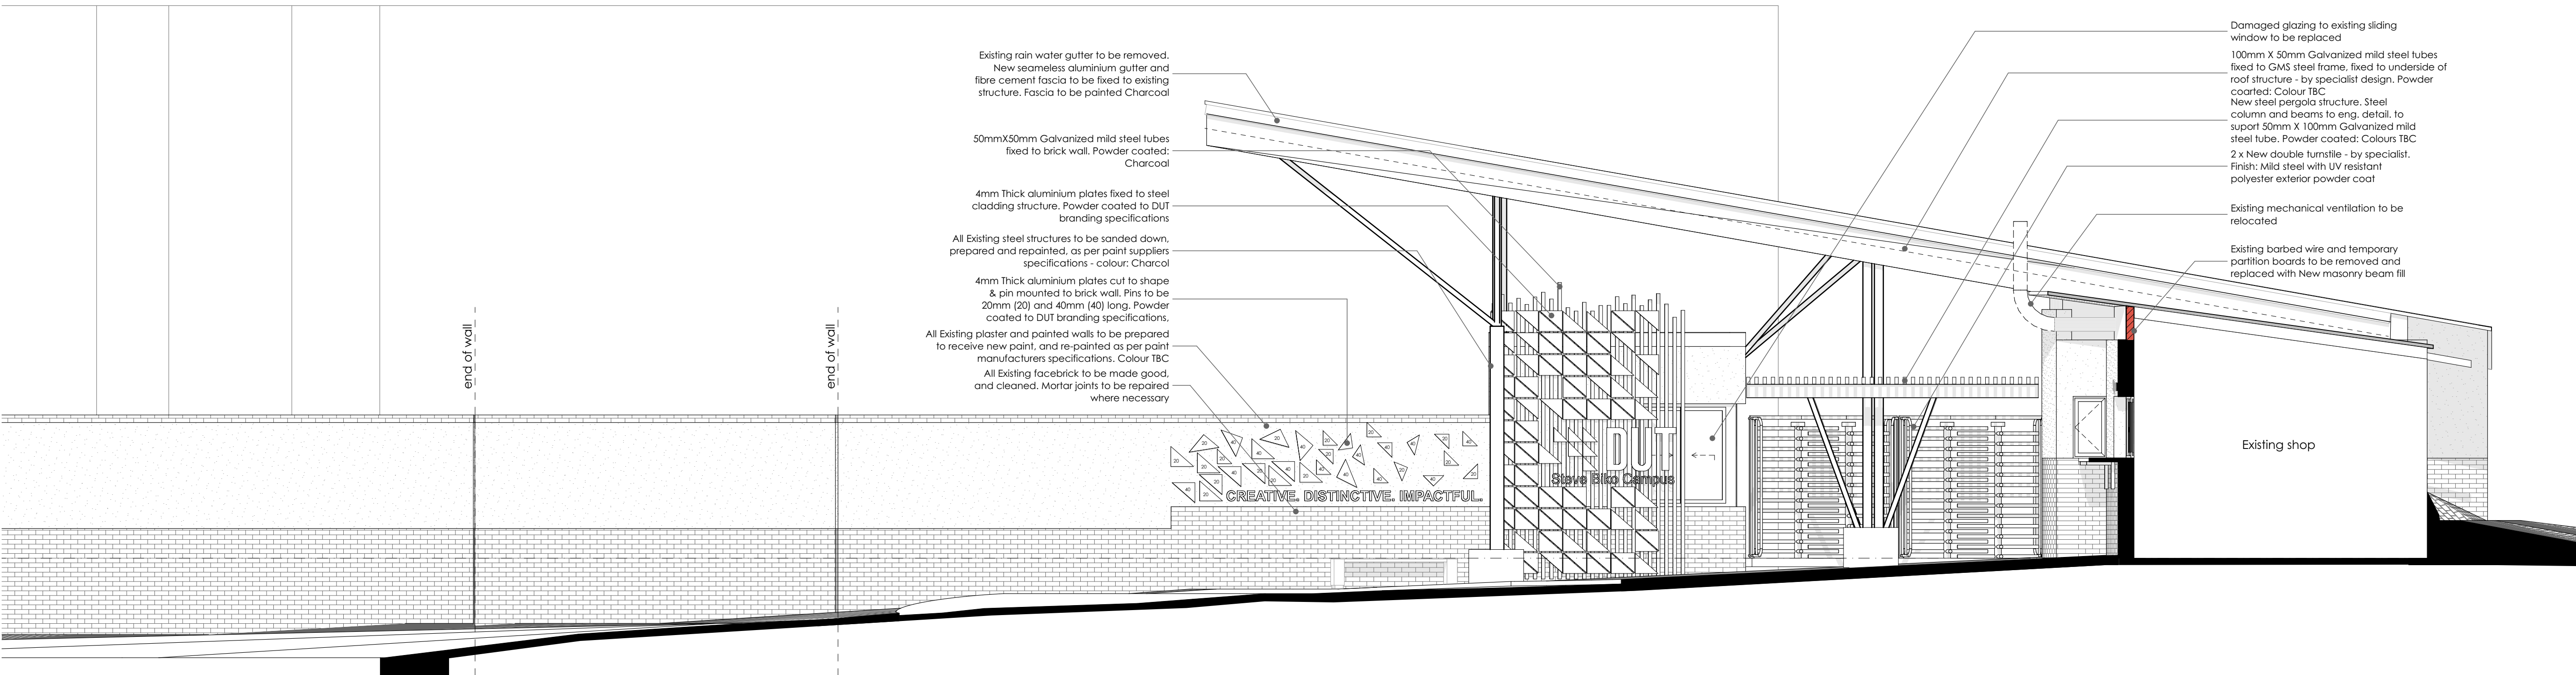 Existing rain water gutter to be removed.
New seameless aluminium gutter and
fibre cement fascia to be fixed to existing
structure. Fascia to be painted Charcoal
50mmX50mm Galvanized mild steel tubes
fixed to brick wall. Powder coated:
Charcoal
4mm Thick aluminium plates fixed to steel
cladding structure. Powder coated to DUT
branding specifications
All Existing steel structures to be sanded down,
prepared and repainted, as per paint suppliers
specifications - colour: Charcol
4mm Thick aluminium plates cut to shape
& pin mounted to brick wall. Pins to be
20mm (20) and 40mm (40) long. Powder
coated to DUT branding specifications,
All Existing plaster and painted walls to be prepared
to receive new paint, and re-painted as per paint
manufacturers specifications. Colour TBC
All Existing facebrick to be made good,
and cleaned. Mortar joints to be repaired
where necessary
Damaged glazing to existing sliding
window to be replaced
100mm X 50mm Galvanized mild steel tubes
fixed to GMS steel frame, fixed to underside of
roof structure - by specialist design. Powder
coarted: Colour TBC
New steel pergola structure. Steel
column and beams to eng. detail. to
suport 50mm X 100mm Galvanized mild
steel tube. Powder coated: Colours TBC
2 x New double turnstile - by specialist.
Finish: Mild steel with UV resistant
polyester exterior powder coat
Existing mechanical ventilation to be
relocated
Existing barbed wire and temporary
partition boards to be removed and
replaced with New masonry beam fill
end of wall
end of wall
DUT
Steve Biko Campus
CREATIVE. DISTINCTIVE. IMPACTFUL.
Existing shop